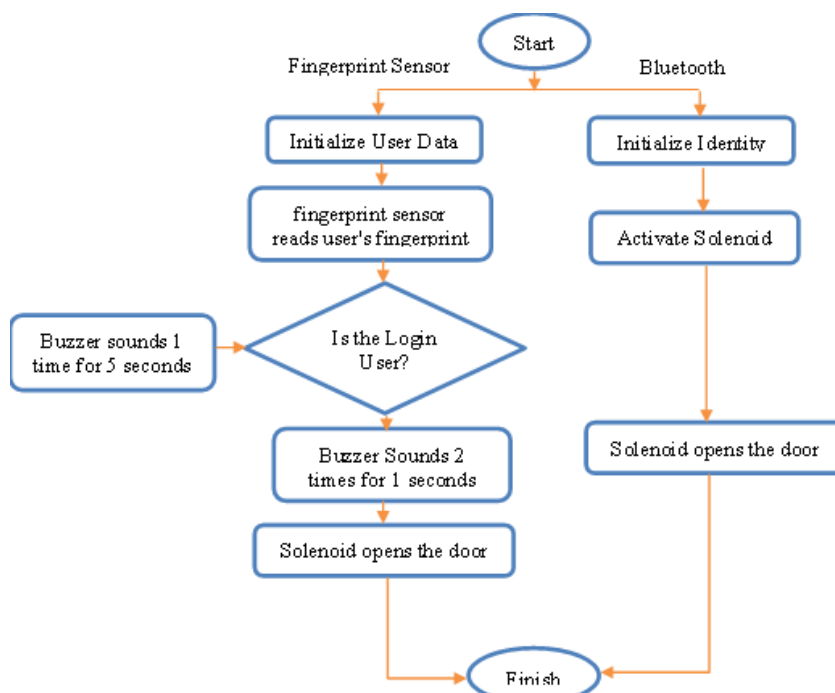 Start
Fingerprint Sensor
Bluetooth
Initialize User Data
Initialize Identity
fingerprint sensor
reads user's fingerprint
Activate Solenoid
Buzzer sounds 1
time for 5 seconds
Is the Login
User?
Buzzer Sounds 2
times for 1 seconds
Solenoid opens the door
Solenoid opens the door
Finish